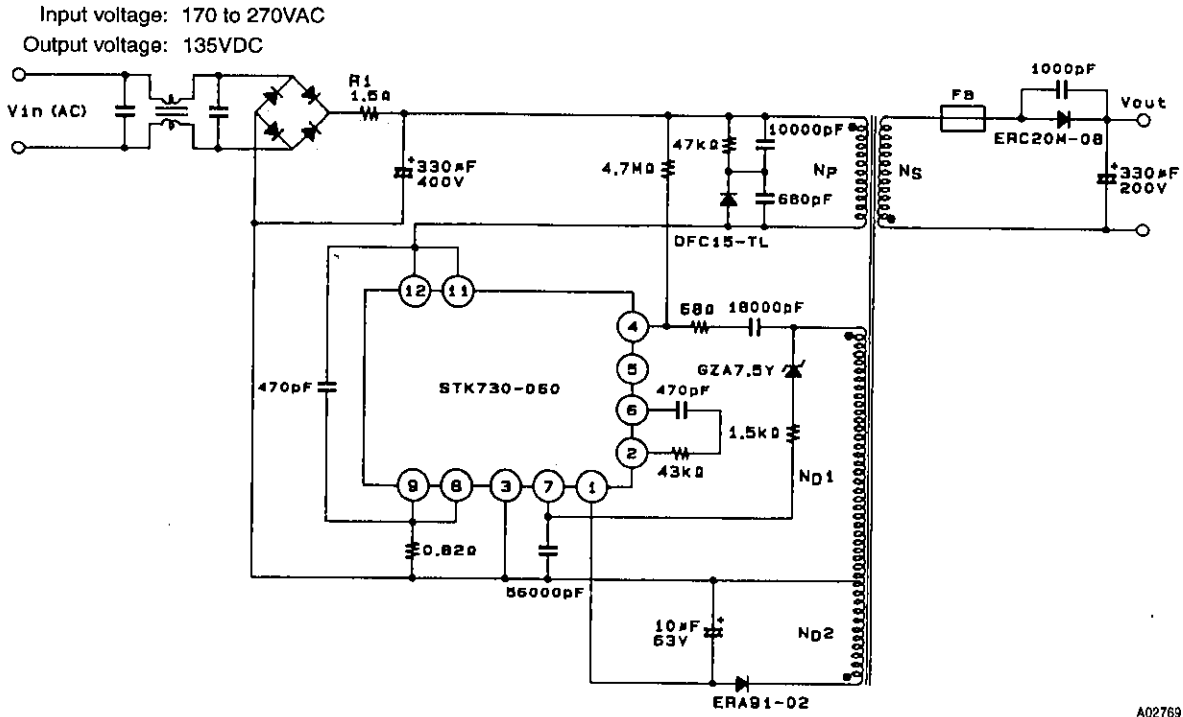 Input voltage: 170 to 270VAC
Output voltage: 135VDC
Vin (AC)
R1
1.5Ω
330µF
400V
4.7MΩ
47kΩ
10000pF
680pF
DFC15-TL
NP
NS
FB
1000pF
ERC20M-08
Vout
330µF
200V
12
11
4
5
6
2
9
8
3
7
1
STK730-060
470pF
68Ω
18000pF
GZA7.5Y
470pF
43kΩ
1.5kΩ
ND1
0.82Ω
56000pF
10µF
63V
ND2
ERA91-02
A02769